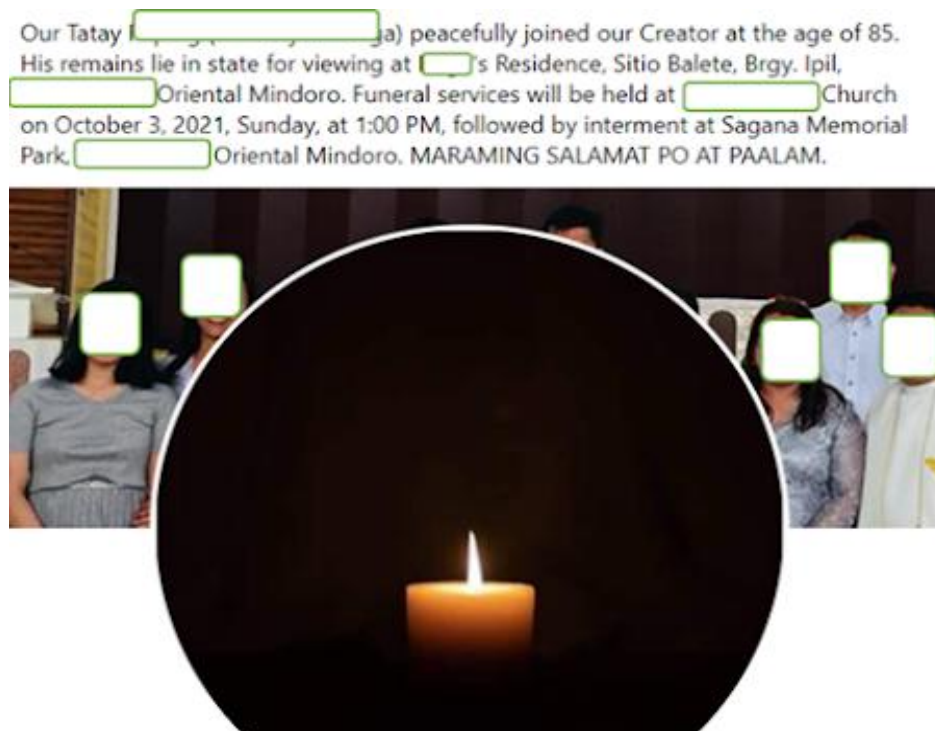 Our Tatay peacefully joined our Creator at the age of 85.
His remains lie in state for viewing at 's Residence, Sitio Balete, Brgy. Ipil,
Oriental Mindoro. Funeral services will be held at Church
on October 3, 2021, Sunday, at 1:00 PM, followed by interment at Sagana Memorial
Park, Oriental Mindoro. MARAMING SALAMAT PO AT PAALAM.